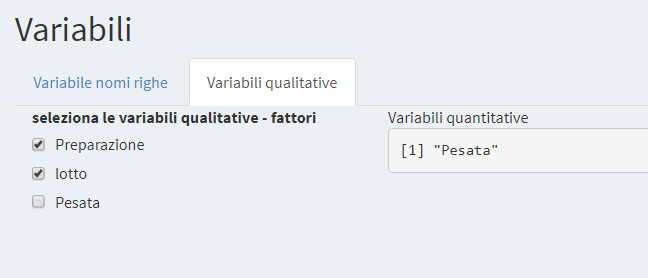 Variabili
Variabile nomi righe
Variabili qualitative
seleziona le variabili qualitative - fattori
Preparazione
lotto
Pesata
Variabili quantitative
[1] "Pesata"